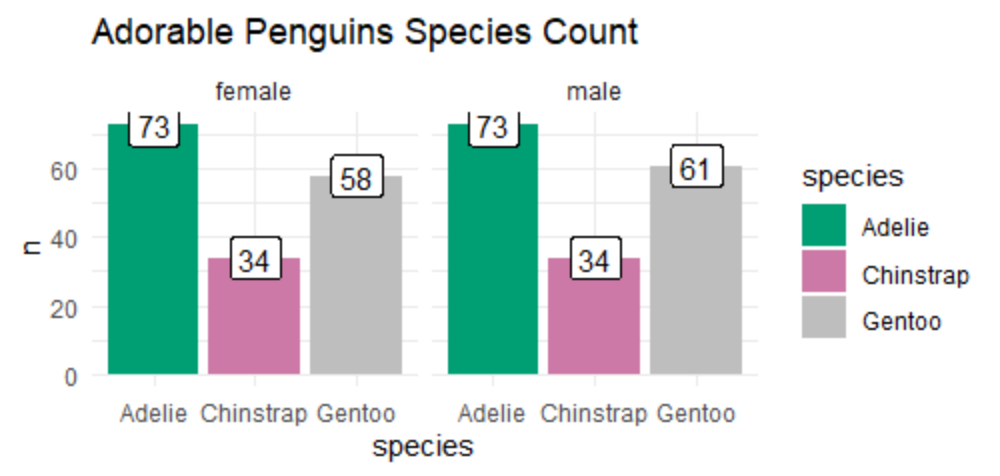 Adorable Penguins Species Count
female
male
73
34
58
73
34
61
60
40
20
0
n
Adelie Chinstrap Gentoo
Adelie Chinstrap Gentoo
species
species
Adelie
Chinstrap
Gentoo